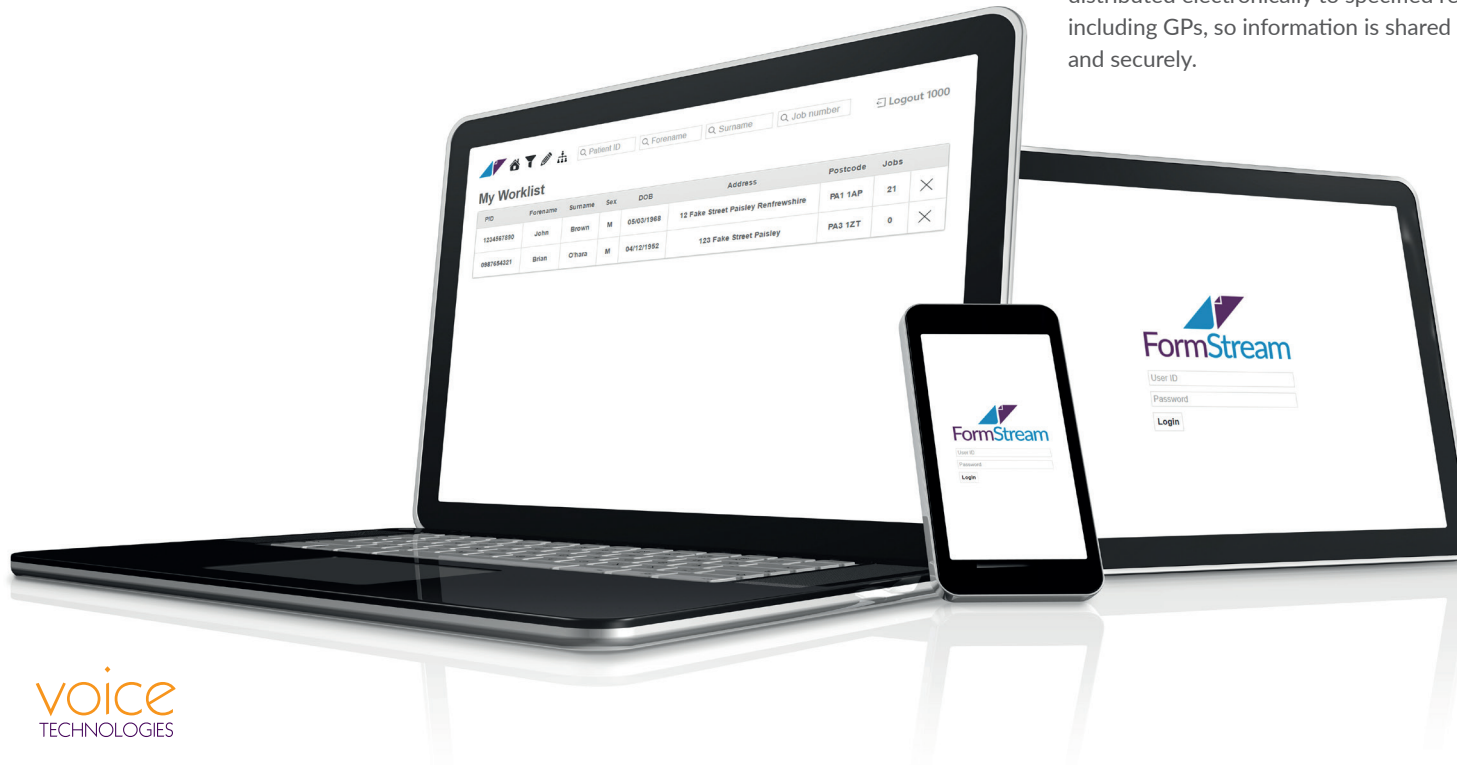 distributed electronically to specified
including GPs, so information is shared
and securely.
Logout 1000
Patient ID
Forename
Surname
Job number
My Worklist
PID Forename Surname Sex DOB Address Postcode Jobs
1234567890 John Brown M 05/03/1968 12 Fake Street Paisley Renfrewshire PA1 1AP 21
0987654321 Brian O'hara M 04/12/1952 123 Fake Street Paisley PA3 1ZT 0
FormStream
User ID
Password
Login
FormStream
User ID
Password
Login
voice
TECHNOLOGIES